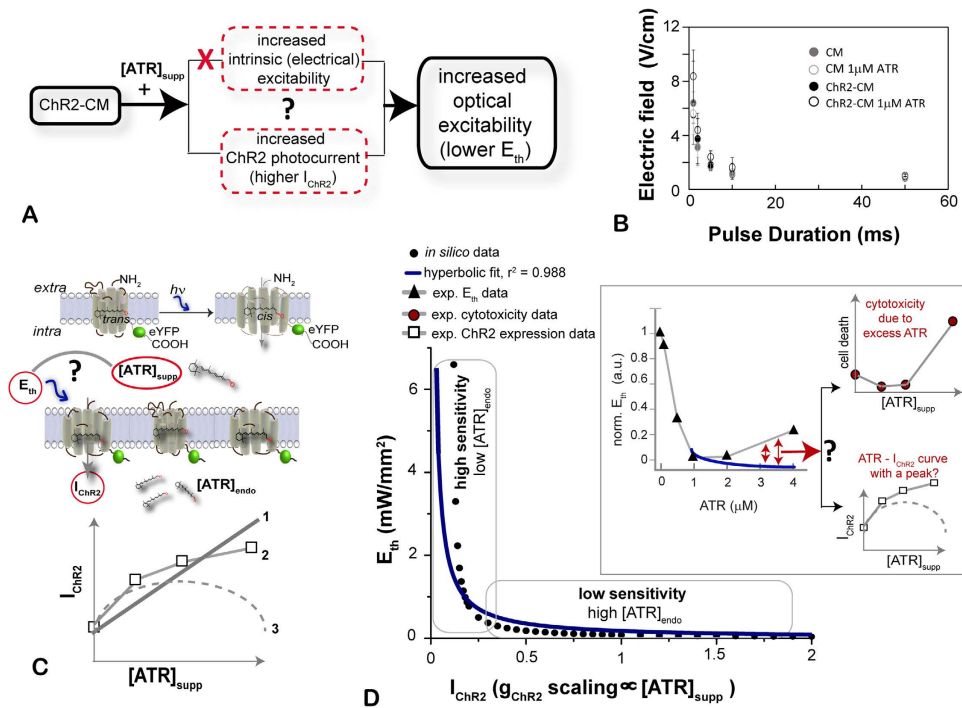 ChR2-CM
[ATR]supp
+
X
increased
intrinsic (electrical)
excitability
?
increased
ChR2 photocurrent
(higher IChR2)
increased
optical
excitability
(lower Eth)
A
Electric field (V/cm)
12
8
4
0
0
20
40
60
Pulse Duration (ms)
CM
CM 1μM ATR
ChR2-CM
ChR2-CM 1μM ATR
B
extra
intra
NH2
trans
eYFP
COOH
hν
NH2
cis
eYFP
COOH
?
Eth
[ATR]supp
IChR2
[ATR]endo
IChR2
1
2
3
[ATR]supp
C
in silico data
hyperbolic fit, r2 = 0.988
exp. Eth data
exp. cytotoxicity data
exp. ChR2 expression data
Eth (mW/mm2)
6
4
2
0
0
0.5
1
1.5
2
IChR2 (gChR2 scaling∝ [ATR]supp )
high sensitivity
low [ATR]endo
low sensitivity
high [ATR]endo
norm. Eth (a.u.)
1
0.8
0.6
0.4
0.2
0
0
1
2
3
4
ATR (μM)
?
cell death
cytotoxicity
due to
excess ATR
[ATR]supp
ATR - IChR2 curve
with a peak?
IChR2
[ATR]supp
D